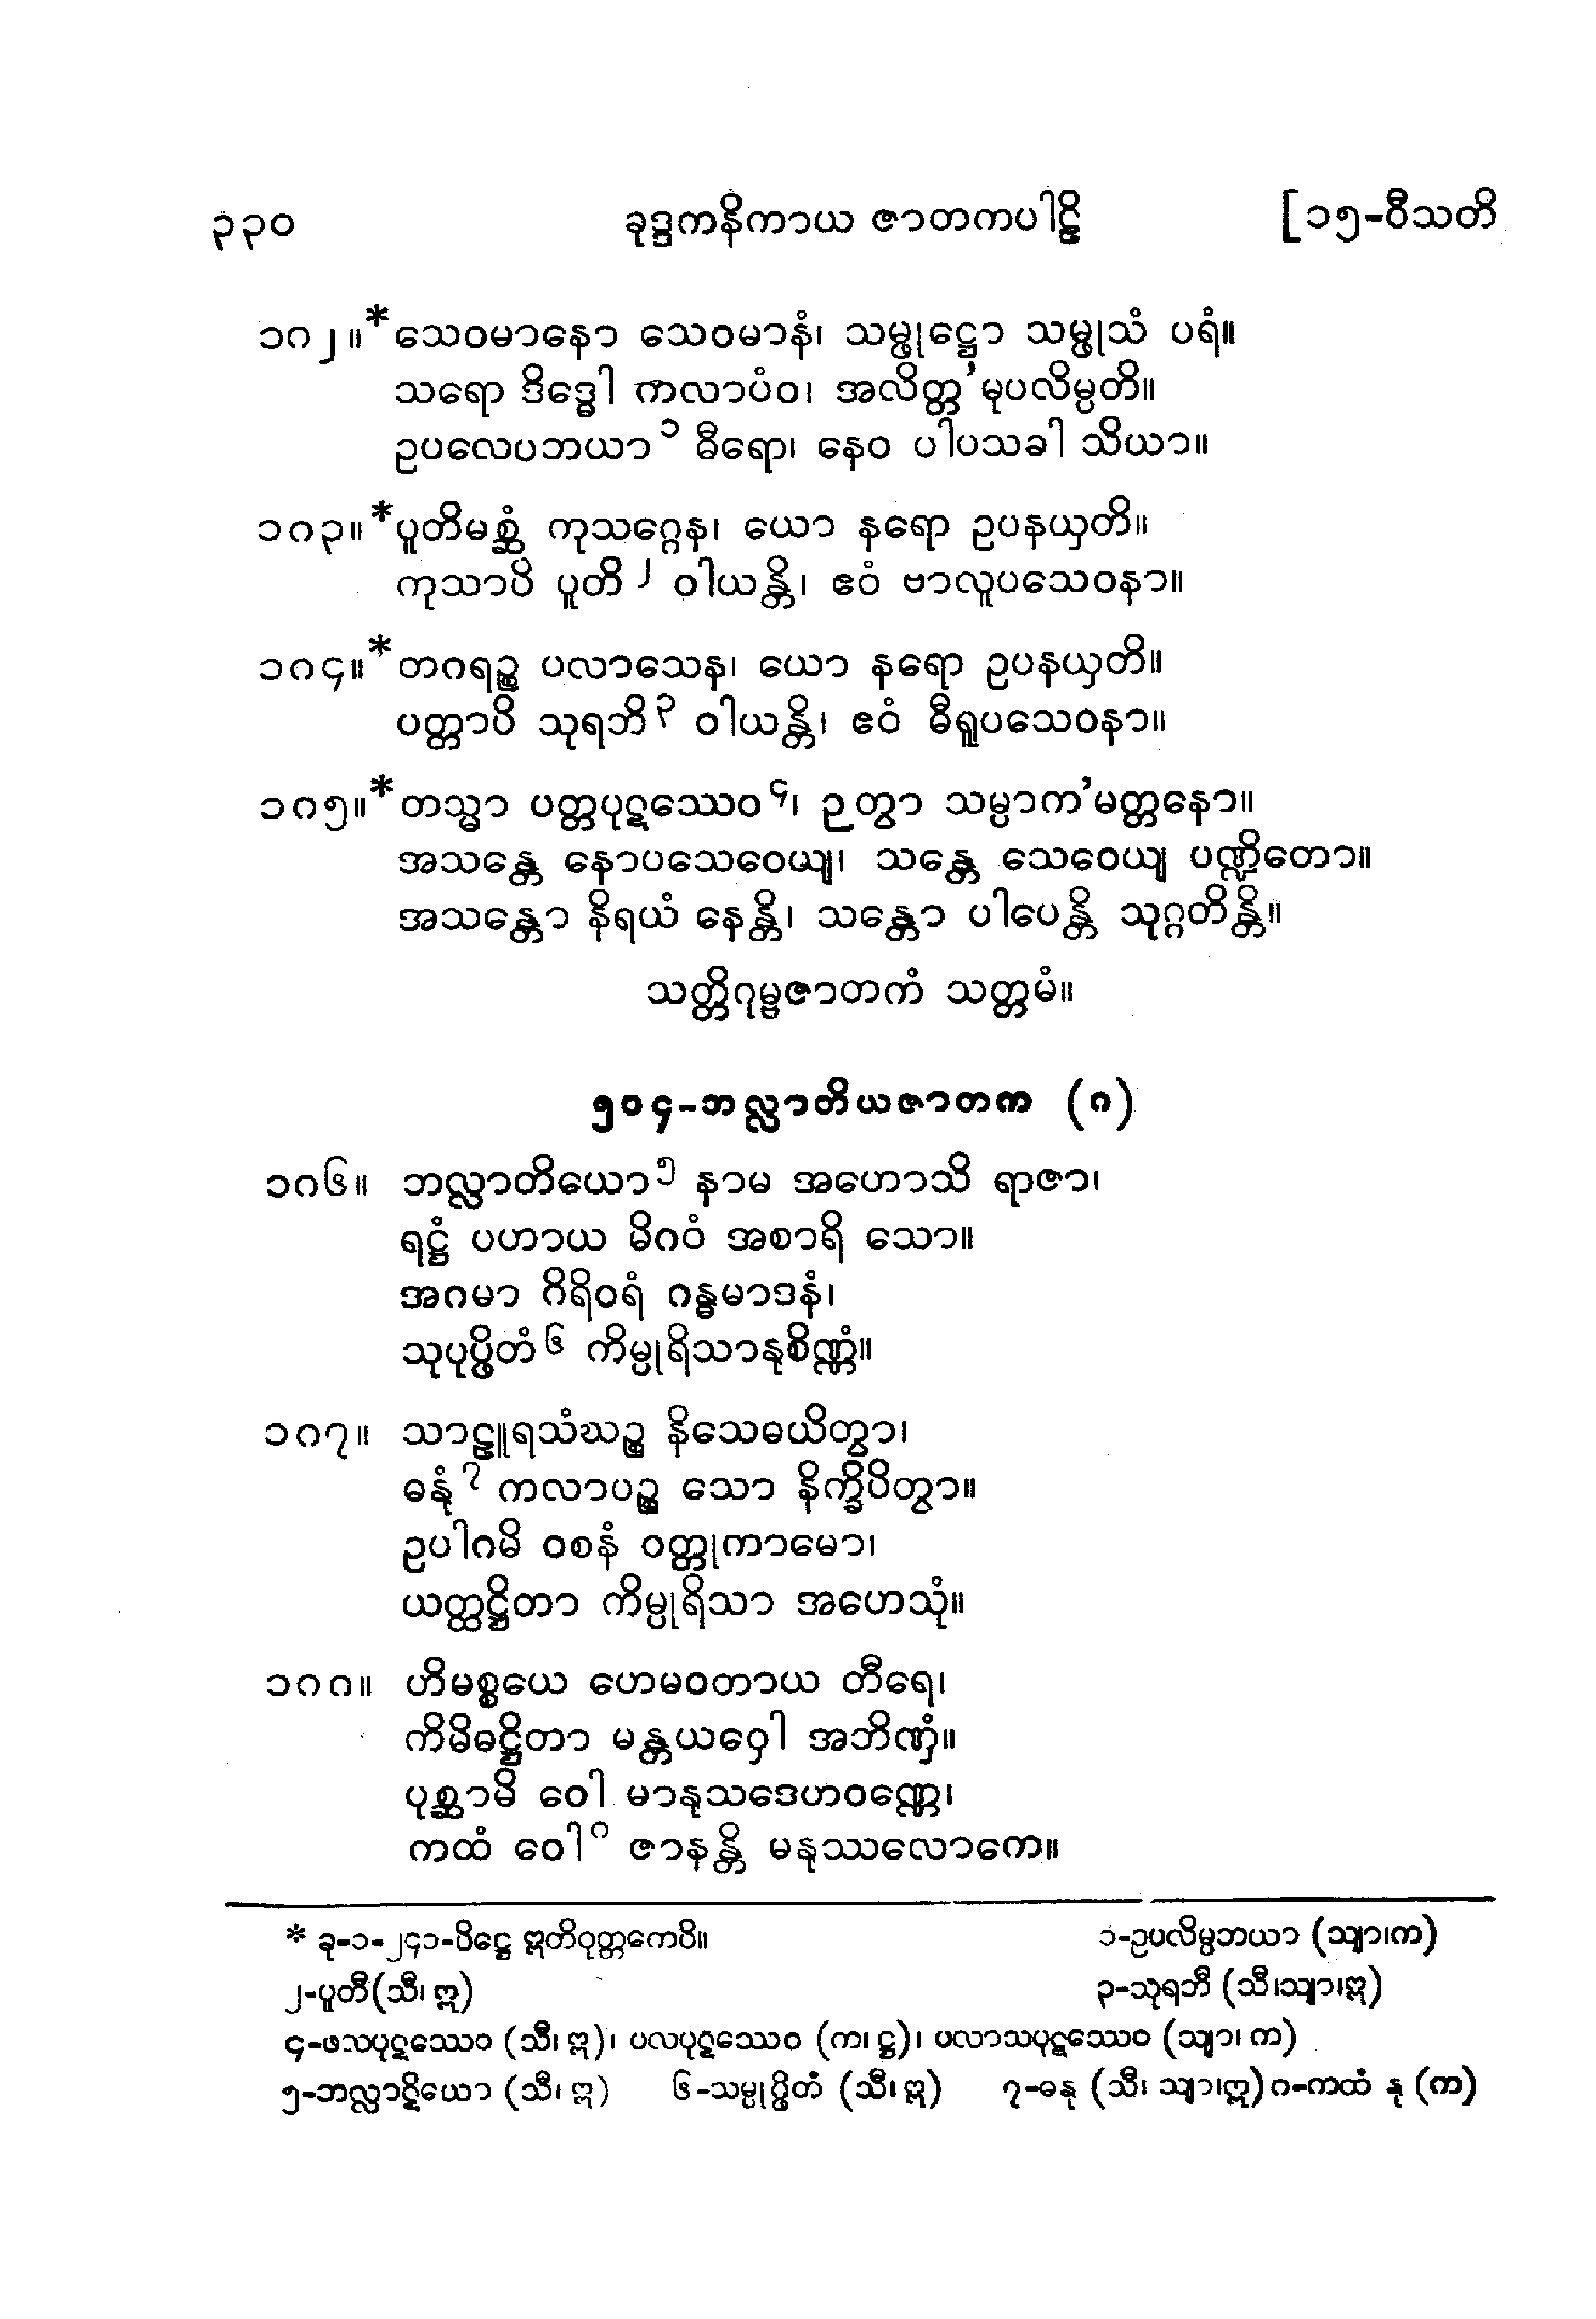 ၃၃၀ ခုဒ္ဒကနိကာယ ဇာတကပါဠိ [၁၅-ဝီသတိ
၁၈၂။ *သေဝမာနော သေဝမာနံ၊ သမ္ဖုဋ္ဌော သမ္ဖုသံ ပရံ။
သရော ဒိဒ္ဓေါ ကလာပံဝ၊ အလိတ္တ'မုပလိမ္ပတိ။
ဥပလေပဘယာ ၁ ဓီရော၊ နေဝ ပါပသခါ သိယာ။
၁၈၃။ *ပူတိမစ္ဆံ ကုသဂ္ဂေန၊ ယော နရော ဥပနယှတိ။
ကုသာပိ ပူတိ ၂ ဝါယန္တိ၊ ဧဝံ ဗာလူပသေဝနာ။
၁၈၄။ *တဂရဉ္စ ပလာသေန၊ ယော နရော ဥပနယှတိ။
ပတ္တာပိ သုရဘိ ၃ ဝါယန္တိ၊ ဧဝံ ဓီရူပသေဝနာ။
၁၈၅။ *တသ္မာ ပတ္တပုဋဿေဝ ၄၊ ဉတွာ သမ္ပာက'မတ္တနော။
အသန္တေ နောပသေဝေယျ၊ သန္တေ သေဝေယျ ပဏ္ဍိတော။
အသန္တော နိရယံ နေန္တိ၊ သန္တော ပါပေန္တိ သုဂ္ဂတိန္တိ။
သတ္တိဂုမ္ဗဇာတကံ သတ္တမံ။
၅၀၄-ဘလ္လာတိယဇာတက (၈)
၁၈၆။ ဘလ္လာတိယော ၅ နာမ အဟောသိ ရာဇာ၊
ရဋ္ဌံ ပဟာယ မိဂဝံ အစာရိ သော။
အဂမာ ဂိရိဝရံ ဂန္ဓမာဒနံ၊
သုပုပ္ဖိတံ ၆ ကိမ္ပုရိသာနုစိဏ္ဏံ။
၁၈၇။ သာဠူရသံဃဉ္စ နိသေဓယိတွာ၊
ဓနုံ ၇ ကလာပဉ္စ သော နိက္ခိပိတွာ။
ဥပါဂမိ ဝစနံ ဝတ္တုကာမော၊
ယတ္ထဋ္ဌိတာ ကိမ္ပုရိသာ အဟေသုံ။
၁၈၈။ ဟိမစ္စယေ ဟေမဝတာယ တီရေ၊
ကိမိဓဋ္ဌိတာ မန္တယဝှေါ အဘိဏှံ။
ပုစ္ဆာမိ ဝေါ မာနုသဒေဟဝဏ္ဏေ၊
ကထံ ဝေါ ၈ ဇာနန္တိ မနုဿလောကေ။
* ခု-၁-၂၄၁-ပိဋ္ဌေ ဣတိဝုတ္တကေပိ။ ၁-ဥပလိမ္ပဘယာ (သျာ၊က)
၂-ပူတီ (သီ၊ ဣ) ၃-သုရဘီ (သီ၊သျာ၊ဣ)
၄-ဖလပုဋဿေဝ (သီ၊ ဣ)၊ ပလပုဋဿေဝ (က၊ ဋ္ဌ)၊ ပလာသပုဋဿေဝ (သျာ၊ က)
၅-ဘလ္လာဋိယော (သီ၊ ဣ) ၆-သမ္ပုပ္ဖိတံ (သီ၊ ဣ) ၇-ဓနု (သီ၊ သျာ၊ဣ) ၈-ကထံ နု (က)